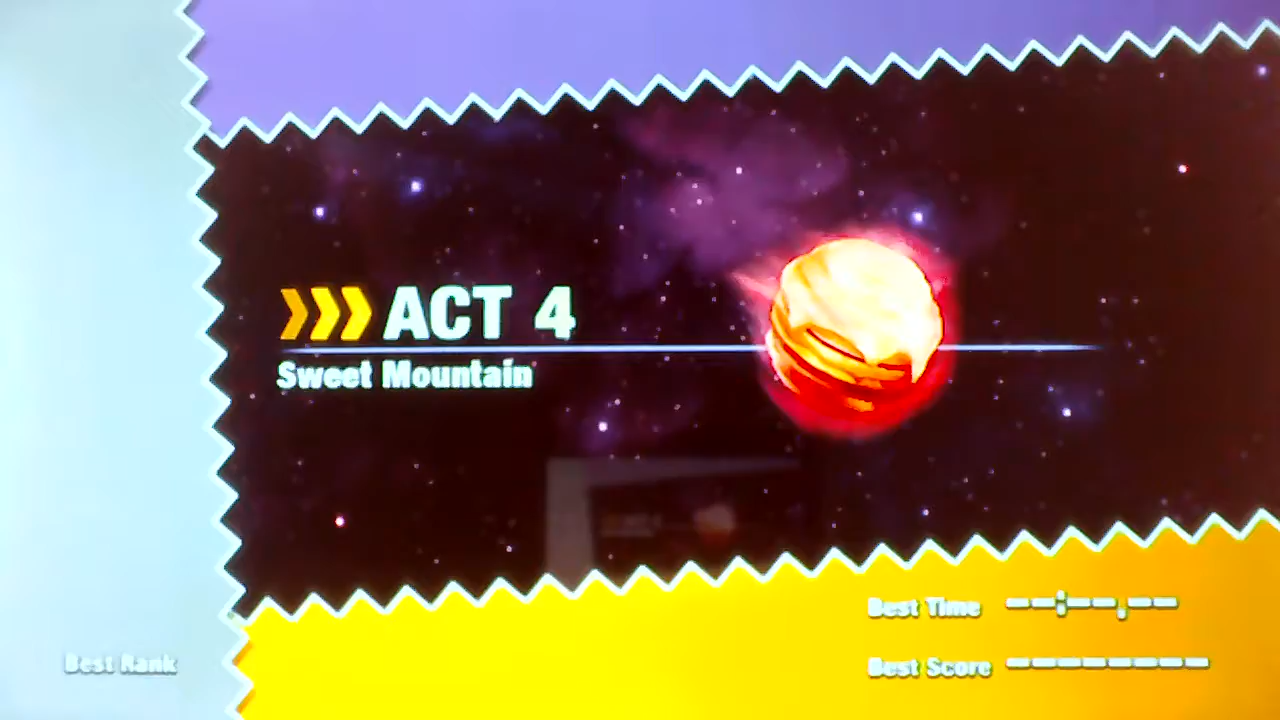 ACT 4
Sweet Mountain
Best Time --:--.--
Best Rank
Best Score --------